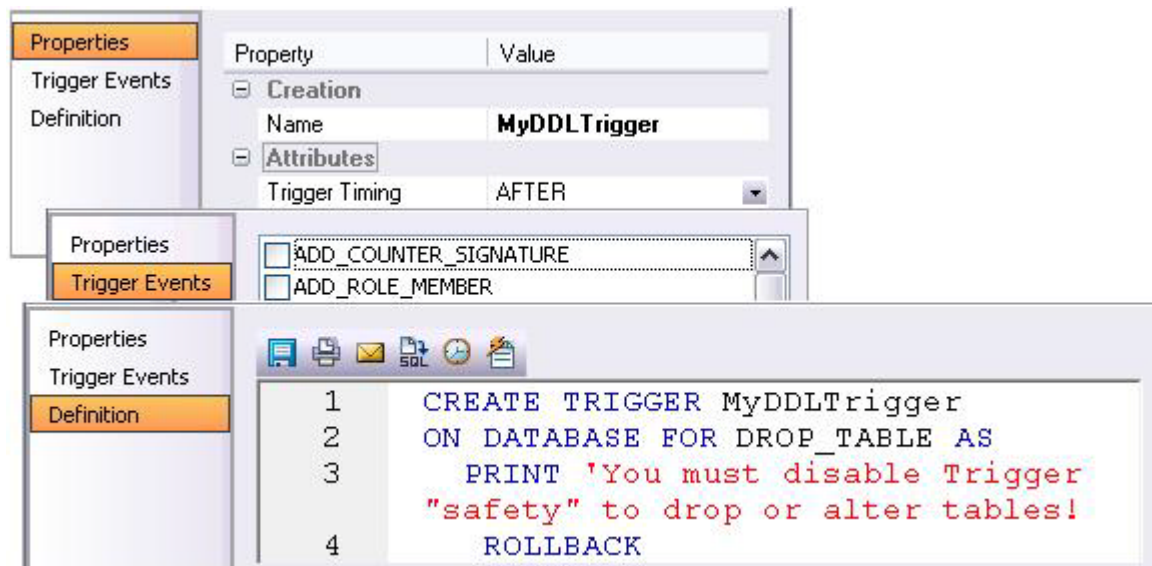 Properties
Trigger Events
Definition
Property Value
Creation
Name MyDDLTrigger
Attributes
Trigger Timing AFTER
Properties
Trigger Events
ADD_COUNTER_SIGNATURE
ADD_ROLE_MEMBER
Properties
Trigger Events
Definition
SQL
1 CREATE TRIGGER MyDDLTrigger
2 ON DATABASE FOR DROP_TABLE AS
3 PRINT 'You must disable Trigger
"safety" to drop or alter tables!
4 ROLLBACK